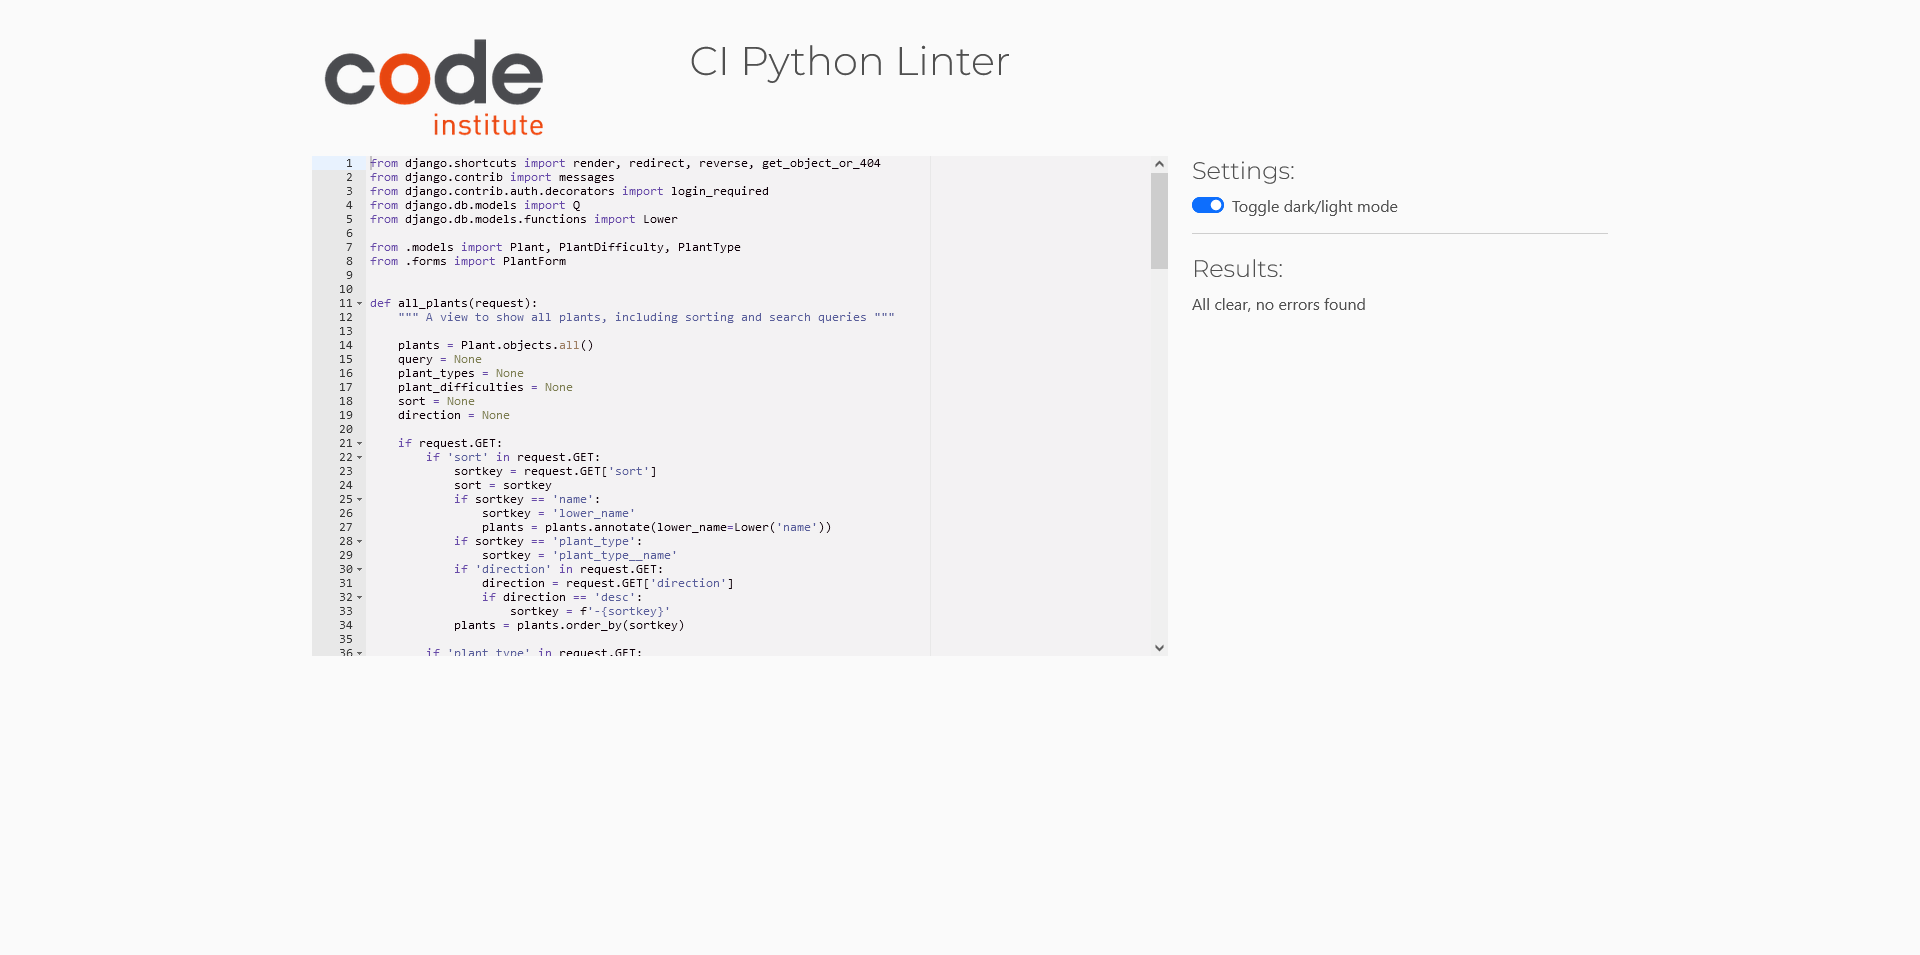 code
institute
CI Python Linter
1 from django.shortcuts import render, redirect, reverse, get_object_or_404
2 from django.contrib import messages
3 from django.contrib.auth.decorators import login_required
4 from django.db.models import Q
5 from django.db.models.functions import Lower
6
7 from .models import Plant, PlantDifficulty, PlantType
8 from .forms import PlantForm
9
10
11 def all_plants(request):
12     """ A view to show all plants, including sorting and search queries """
13
14     plants = Plant.objects.all()
15     query = None
16     plant_types = None
17     plant_difficulties = None
18     sort = None
19     direction = None
20
21     if request.GET:
22         if 'sort' in request.GET:
23             sortkey = request.GET['sort']
24             sort = sortkey
25             if sortkey == 'name':
26                 sortkey = 'lower_name'
27                 plants = plants.annotate(lower_name=Lower('name'))
28             if sortkey == 'plant_type':
29                 sortkey = 'plant_type__name'
30             if 'direction' in request.GET:
31                 direction = request.GET['direction']
32                 if direction == 'desc':
33                     sortkey = f'-{sortkey}'
34             plants = plants.order_by(sortkey)
35
36         if 'plant_type' in request.GET:
Settings:
Toggle dark/light mode
Results:
All clear, no errors found